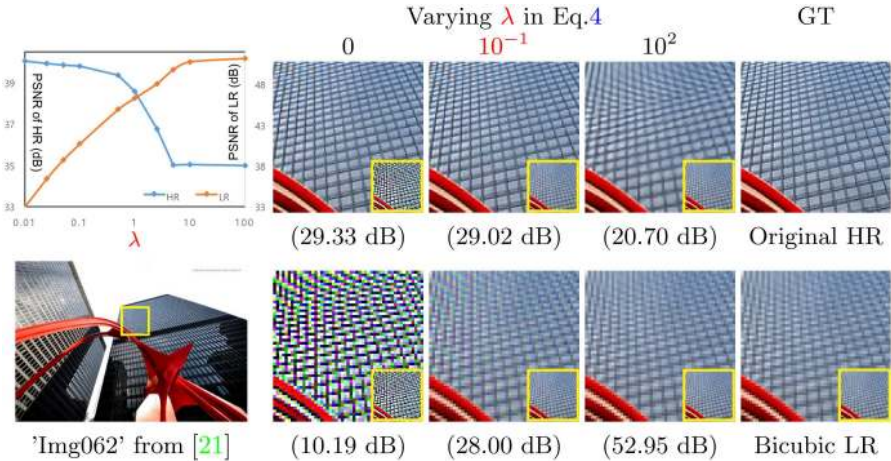 Varying λ in Eq.4
GT
0
10⁻¹
10²
PSNR of HR (dB)
PSNR of LR (dB)
39
37
35
33
48
43
38
33
HR
LR
0.01
0.1
1
10
100
λ
(29.33 dB)
(29.02 dB)
(20.70 dB)
Original HR
'Img062' from [21]
(10.19 dB)
(28.00 dB)
(52.95 dB)
Bicubic LR